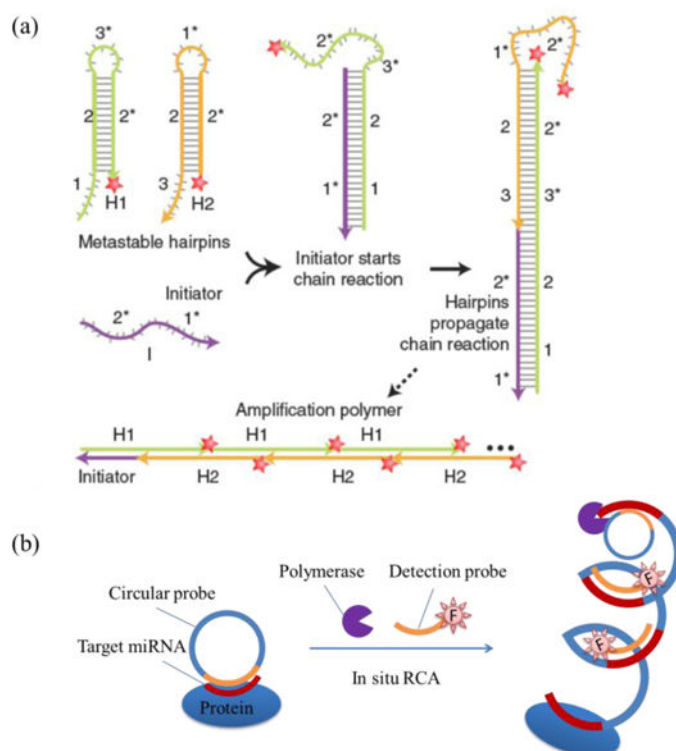 (a)
3*
1*
2
2*
2
2*
1
H1
3
H2
Metastable hairpins
Initiator
2*
1*
I
2*
3*
2*
2
1*
1
Initiator starts
chain reaction
1*
2*
2
2*
3
3*
2*
2
Hairpins
propagate
chain reaction
1
1*
Amplification polymer
H1
H1
H1
Initiator
H2
H2
H2
(b)
Circular probe
Target miRNA
Protein
Polymerase
Detection probe
F
In situ RCA
F
F